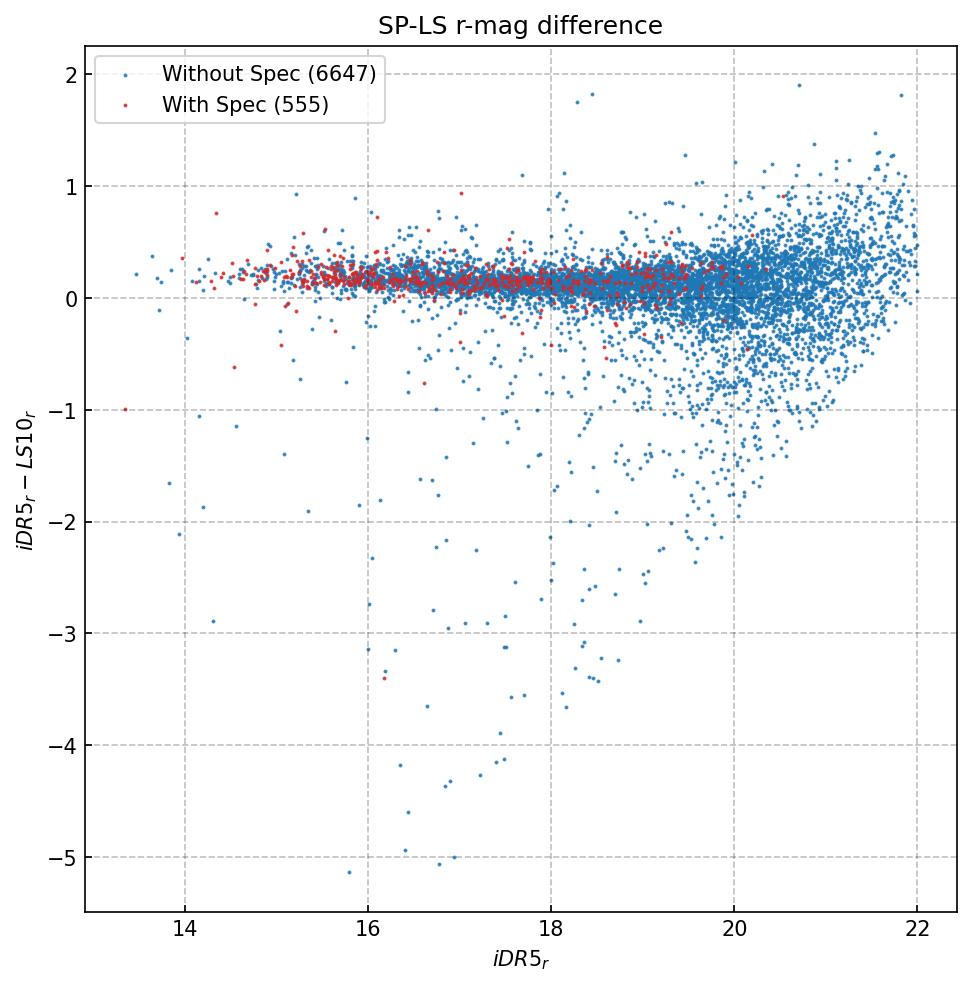 SP-LS r-mag difference
Without Spec (6647)
With Spec (555)
2
1
0
−1
−2
−3
−4
−5
iDR5r − LS10r
14 16 18 20 22
iDR5r